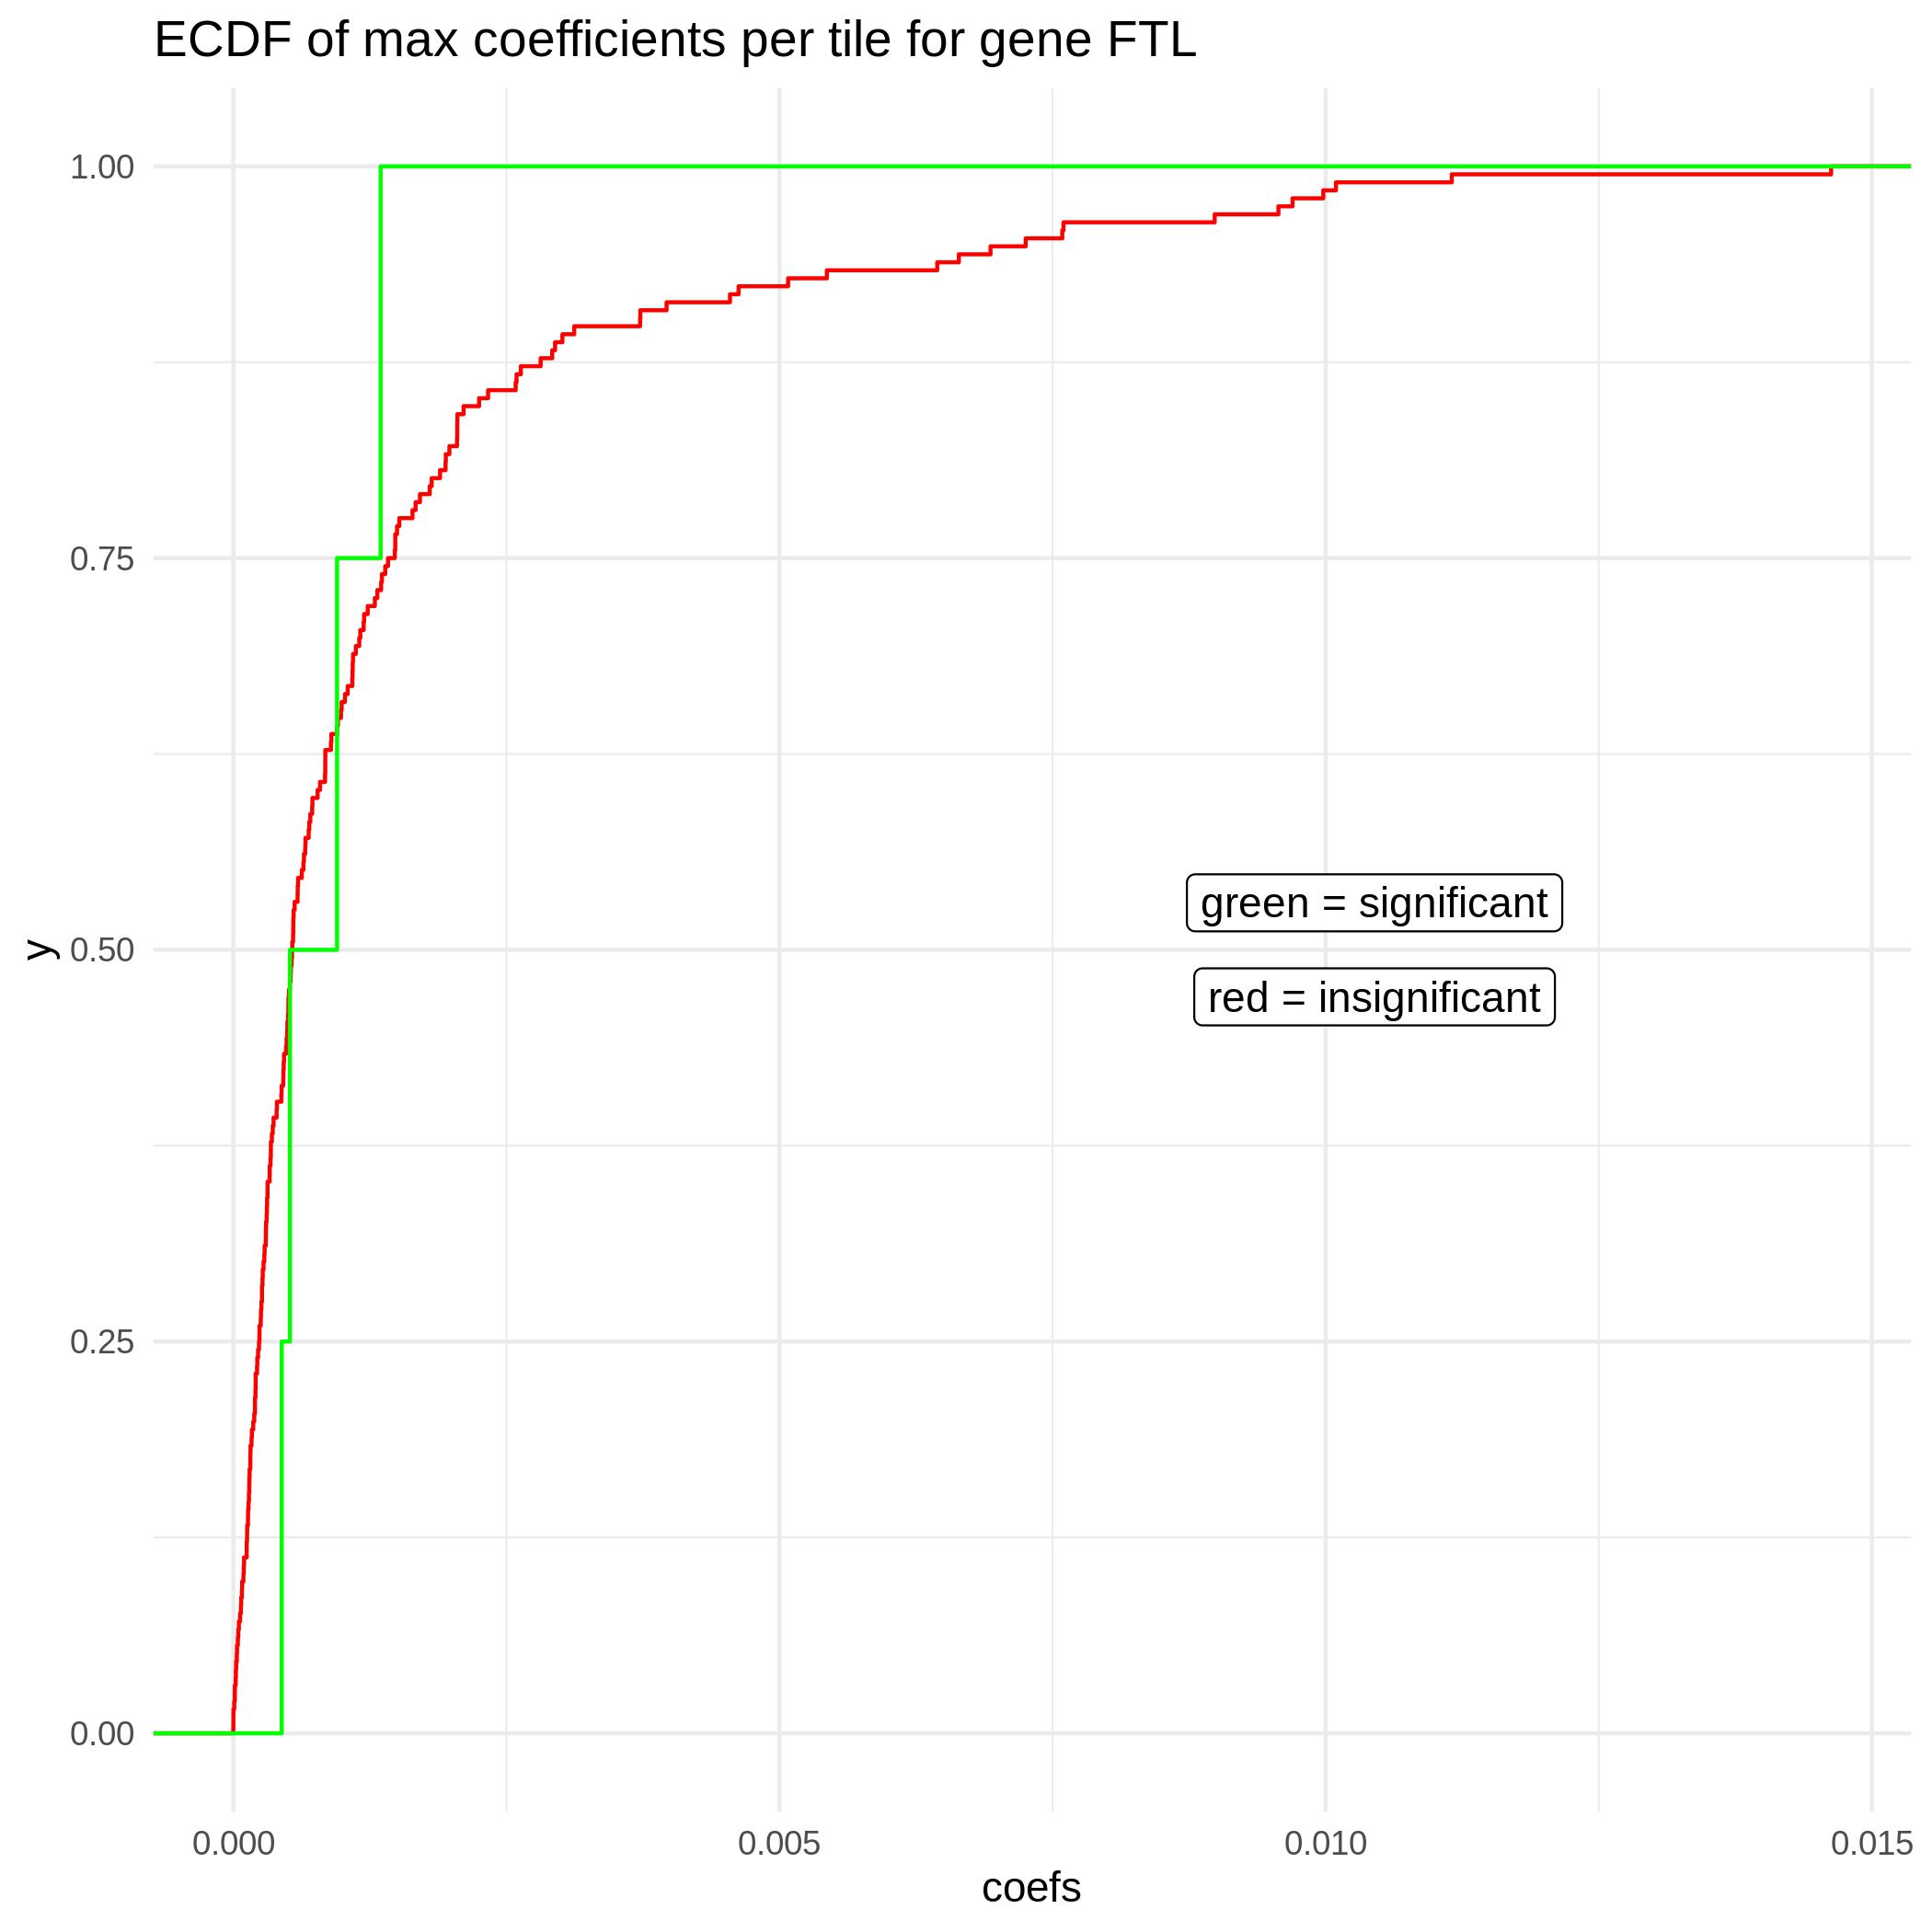 ECDF of max coefficients per tile for gene FTL
1.00
0.75
0.50
0.25
0.00
y
green = significant
red = insignificant
0.000 0.005 0.010 0.015
coefs